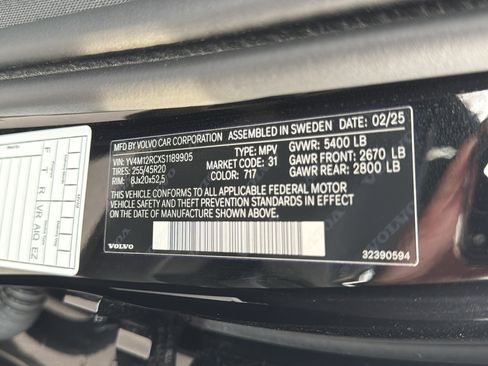 MFD BY VOLVO CAR CORPORATION ASSEMBLED IN SWEDEN DATE: 02/25
VIN: YV4M12RCXS1189905 TYPE: MPV GVWR: 5400 LB
TIRES: 255/45R20 MARKET CODE: 31 GAWR FRONT: 2670 LB
RIM: 8Jx20x52,5 COLOR: 717 GAWR REAR: 2800 LB
THIS VEHICLE CONFORMS TO ALL APPLICABLE FEDERAL MOTOR
VEHICLE SAFETY AND THEFT PREVENTION STANDARDS IN EFFECT
ON THE DATE OF MANUFACTURE SHOWN ABOVE.
VOLVO
32390594
R VR AIQ EZ